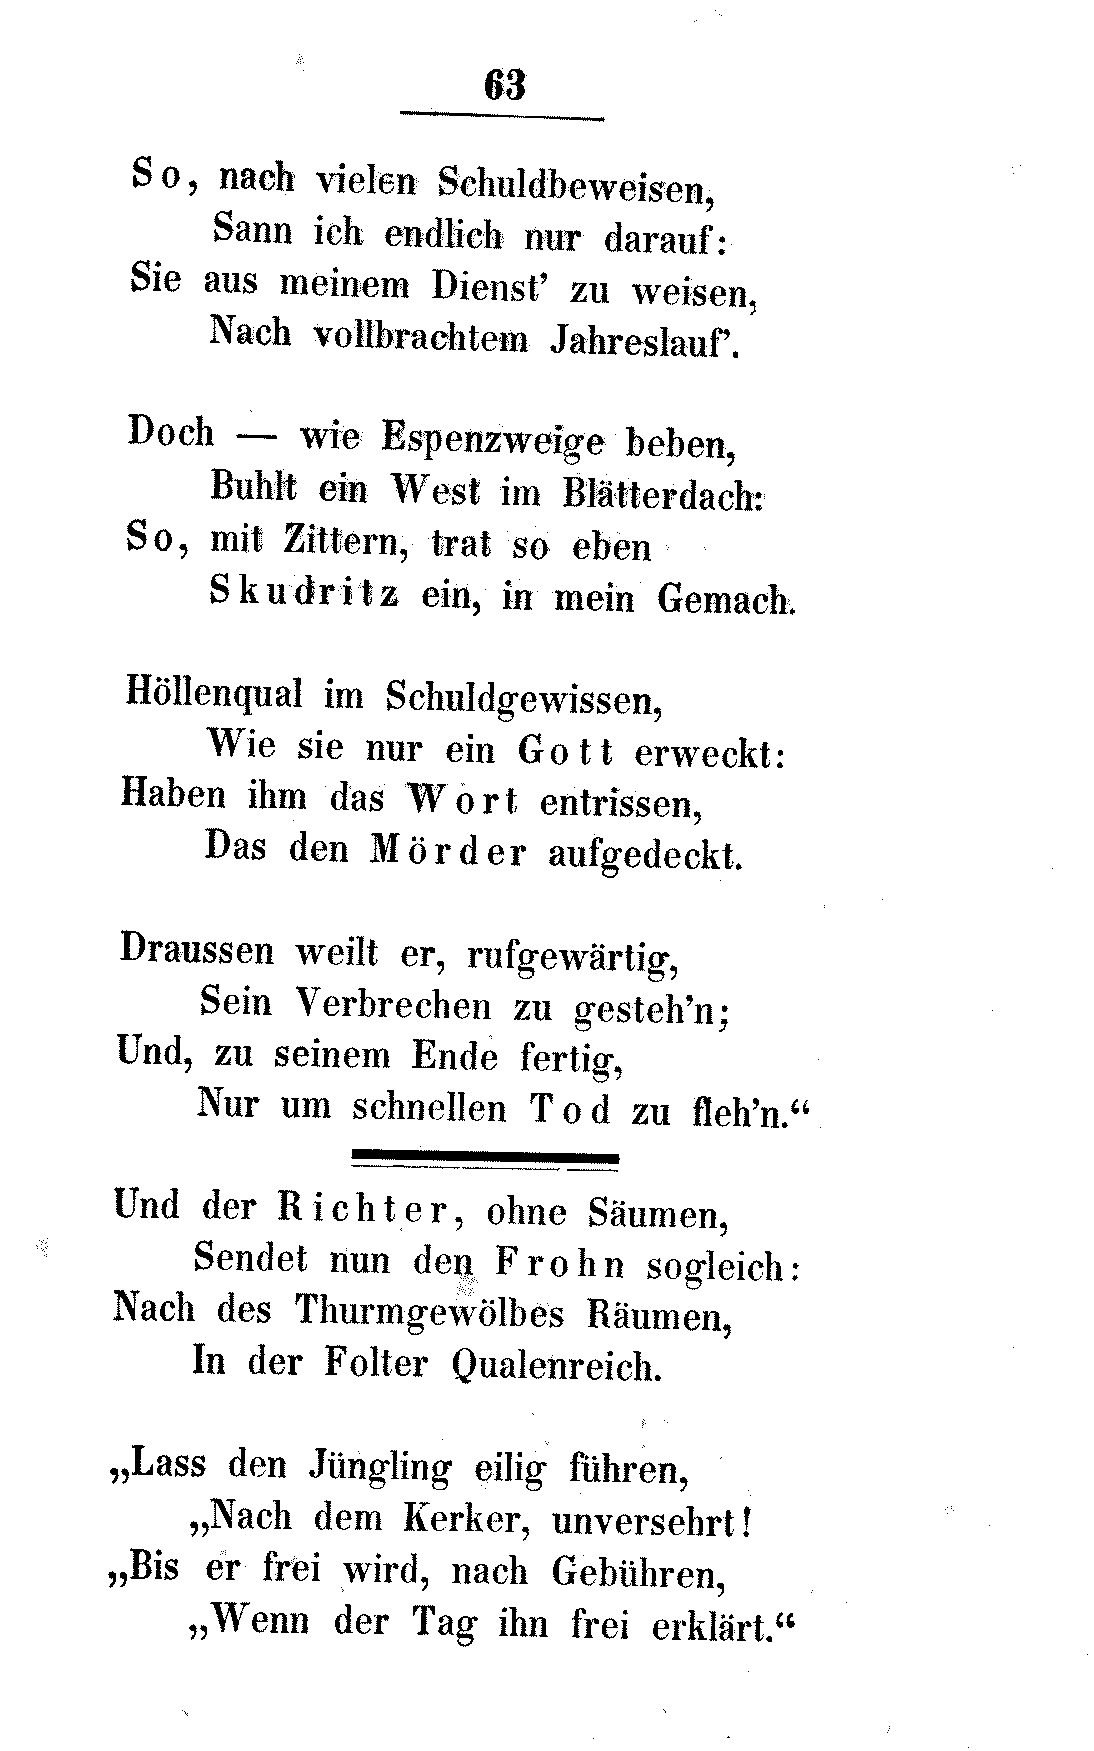 63
So, nach vielen Schuldbeweisen,
Sann ich endlich nur darauf:
Sie aus meinem Dienst’ zu weisen,
Nach vollbrachtem Jahreslauf’.
Doch — wie Espenzweige beben,
Buhlt ein West im Blätterdach:
So, mit Zittern, trat so eben
Skudritz ein, in mein Gemach.
Höllenqual im Schuldgewissen,
Wie sie nur ein Gott erweckt:
Haben ihm das Wort entrissen,
Das den Mörder aufgedeckt.
Draussen weilt er, rufgewärtig,
Sein Verbrechen zu gesteh’n;
Und, zu seinem Ende fertig,
Nur um schnellen Tod zu fleh’n.“
Und der Richter, ohne Säumen,
Sendet nun den Frohn sogleich:
Nach des Thurmgewölbes Räumen,
In der Folter Qualenreich.
„Lass den Jüngling eilig führen,
„Nach dem Kerker, unversehrt!
„Bis er frei wird, nach Gebühren,
„Wenn der Tag ihn frei erklärt.“